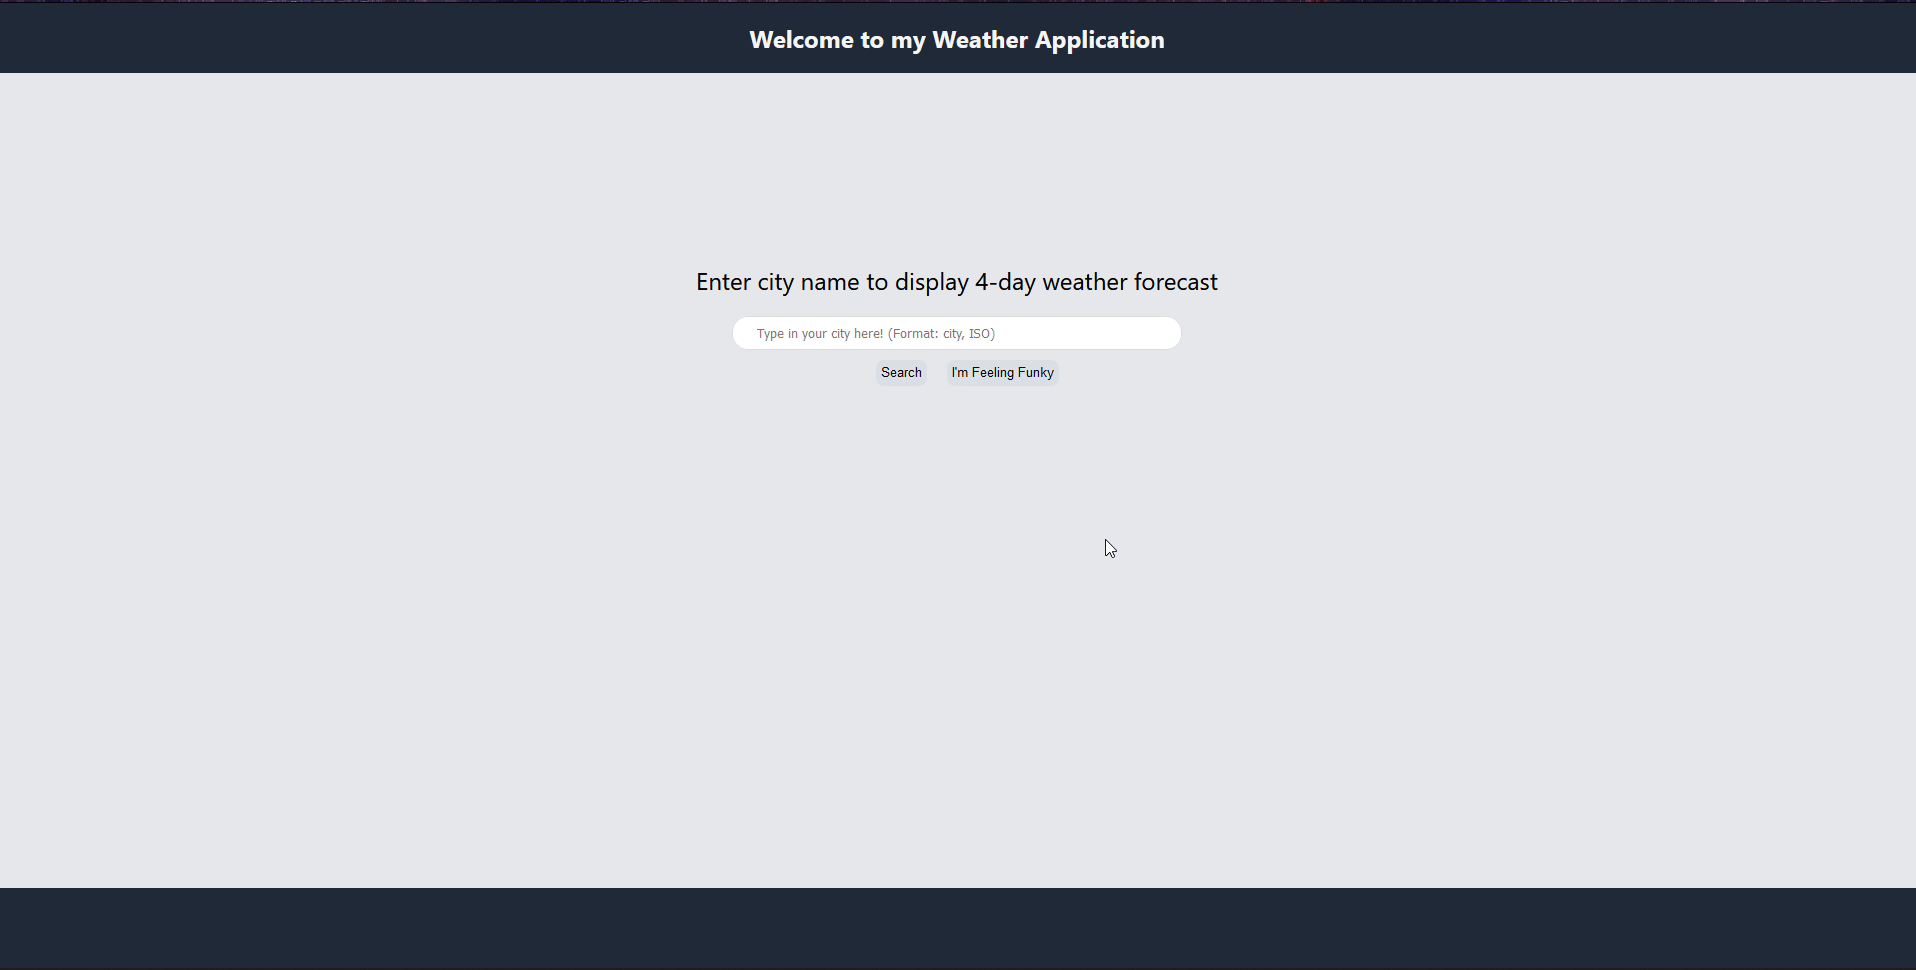 Welcome to my Weather Application
Enter city name to display 4-day weather forecast
Type in your city here! (Format: city, ISO)
Search I'm Feeling Funky